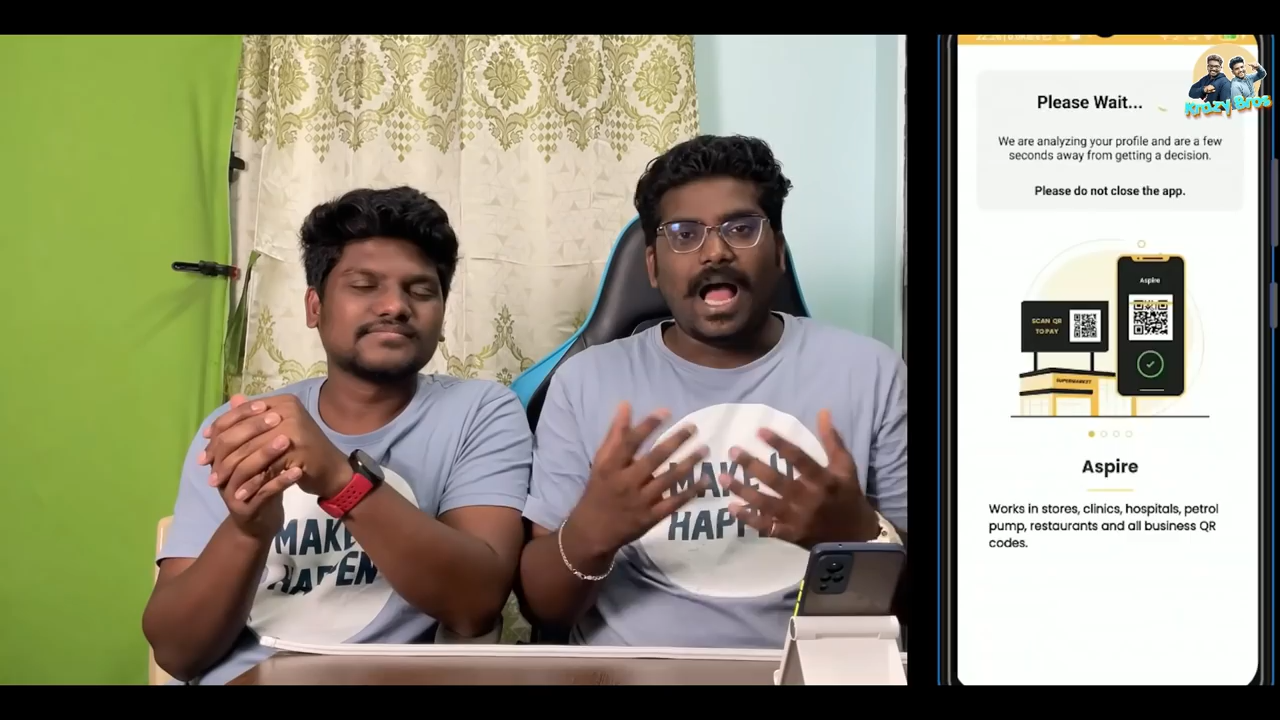 MAKE
HAPPEN
MAKE IT
HAPP
Krazy Bros
Please Wait...
We are analyzing your profile and are a few
seconds away from getting a decision.
Please do not close the app.
Aspire
SCAN QR
TO PAY
SUPERMARKET
Aspire
Works in stores, clinics, hospitals, petrol
pump, restaurants and all business QR
codes.